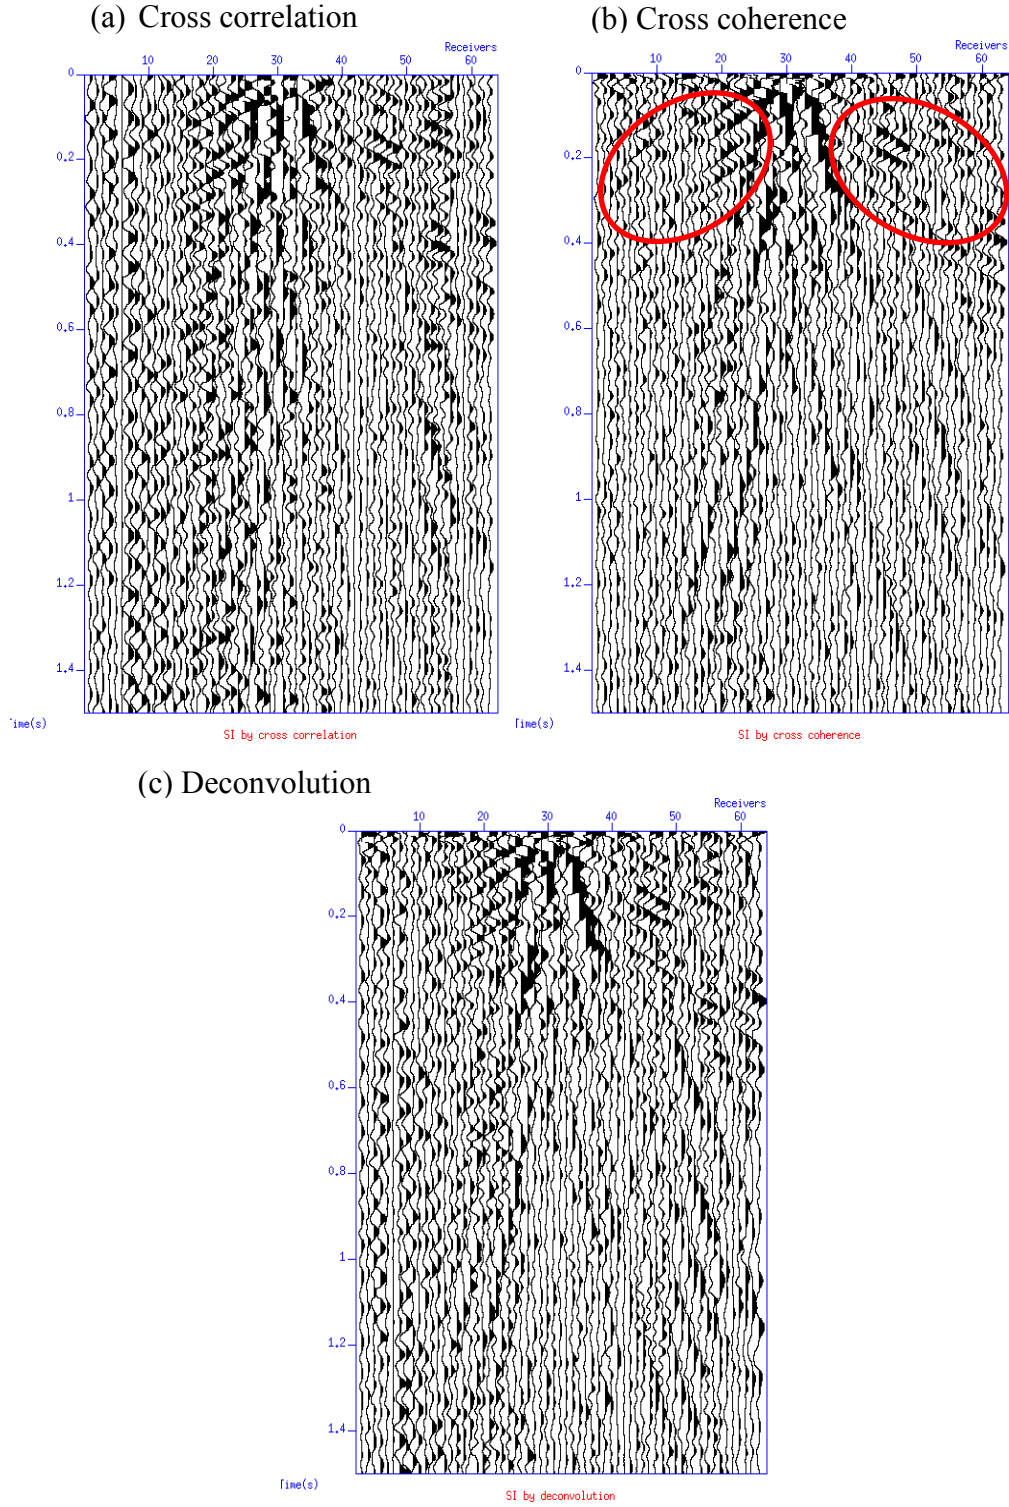 (a) Cross correlation
Receivers
10 20 30 40 50 60
0
0.2
0.4
0.6
0.8
1
1.2
1.4
ime(s)
SI by cross correlation
(b) Cross coherence
Receivers
10 20 30 40 50 60
0
0.2
0.4
0.6
0.8
1
1.2
1.4
Time(s)
SI by cross coherence
(c) Deconvolution
Receivers
10 20 30 40 50 60
0
0.2
0.4
0.6
0.8
1
1.2
1.4
Time(s)
SI by deconvolution